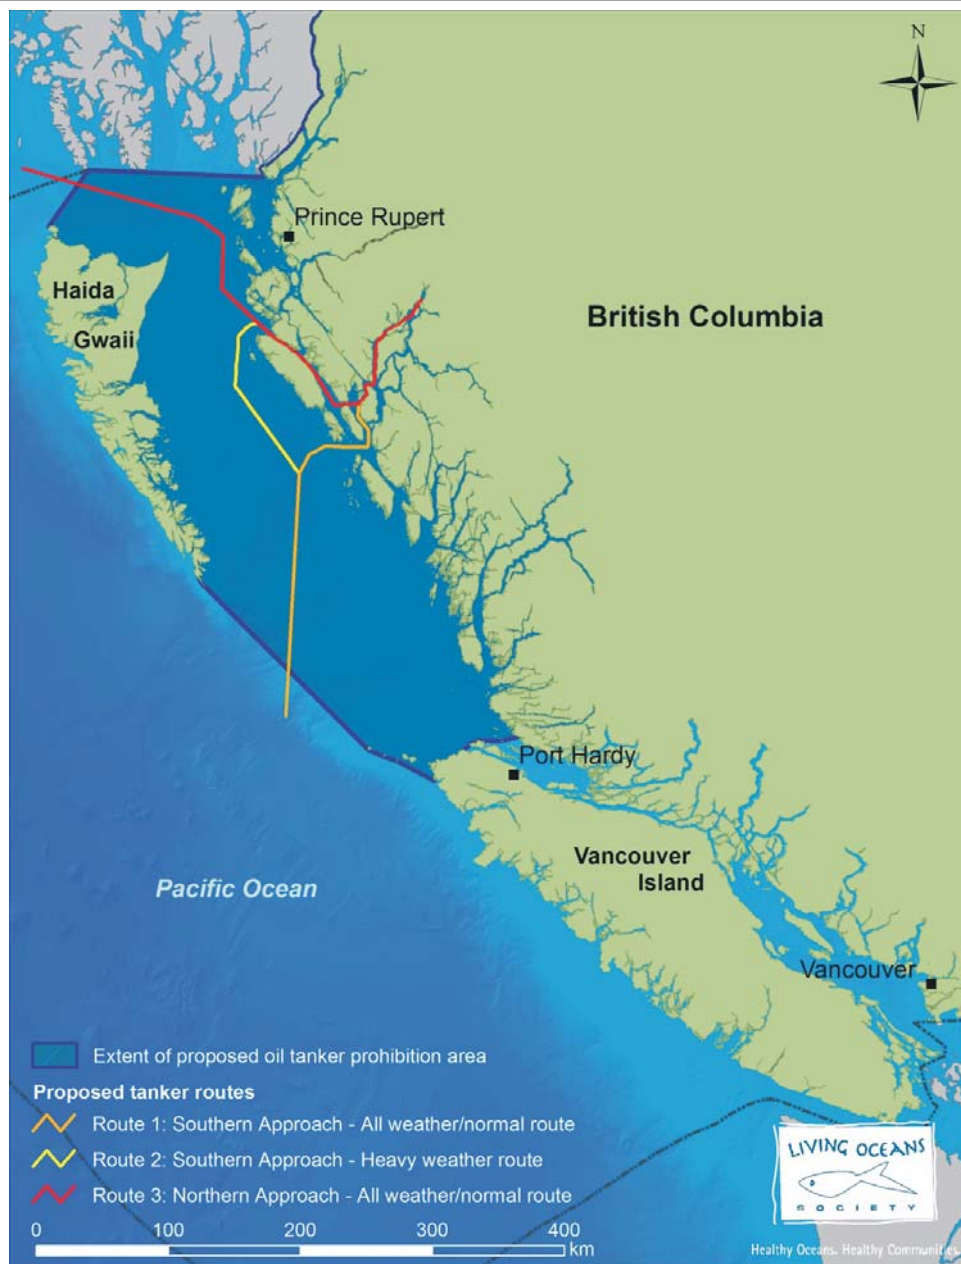 N
Prince Rupert
Haida
Gwaii
British Columbia
Port Hardy
Vancouver
Island
Pacific Ocean
Vancouver
Extent of proposed oil tanker prohibition area
Proposed tanker routes
Route 1: Southern Approach - All weather/normal route
Route 2: Southern Approach - Heavy weather route
Route 3: Northern Approach - All weather/normal route
0 100 200 300 400
km
LIVING OCEANS
SOCIETY
Healthy Oceans. Healthy Communities.